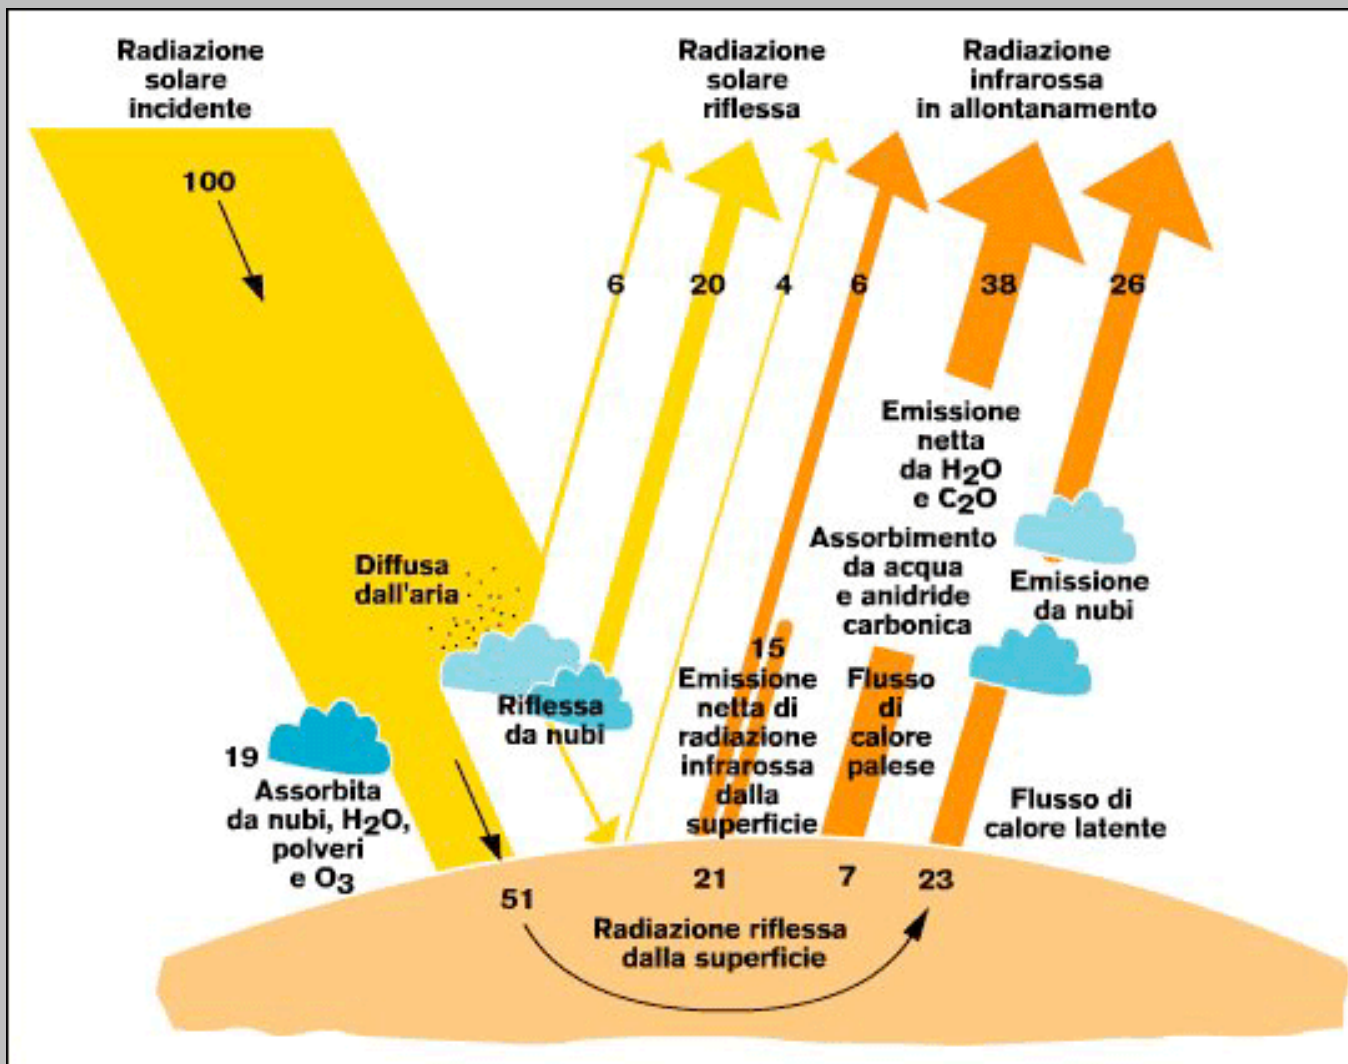 Radiazione
solare
incidente
Radiazione
solare
riflessa
Radiazione
infrarossa
in allontanamento
100
6
20
4
6
38
26
Emissione
netta
da H2O
e C2O
Diffusa
dall'aria
Assorbimento
da acqua
e anidride
carbonica
Emissione
da nubi
15
Riflessa
da nubi
Emissione
netta di
radiazione
infrarossa
dalla
superficie
Flusso
di
calore
palese
19
Assorbita
da nubi, H2O,
polveri
e O3
Flusso di
calore latente
51
21
7
23
Radiazione riflessa
dalla superficie